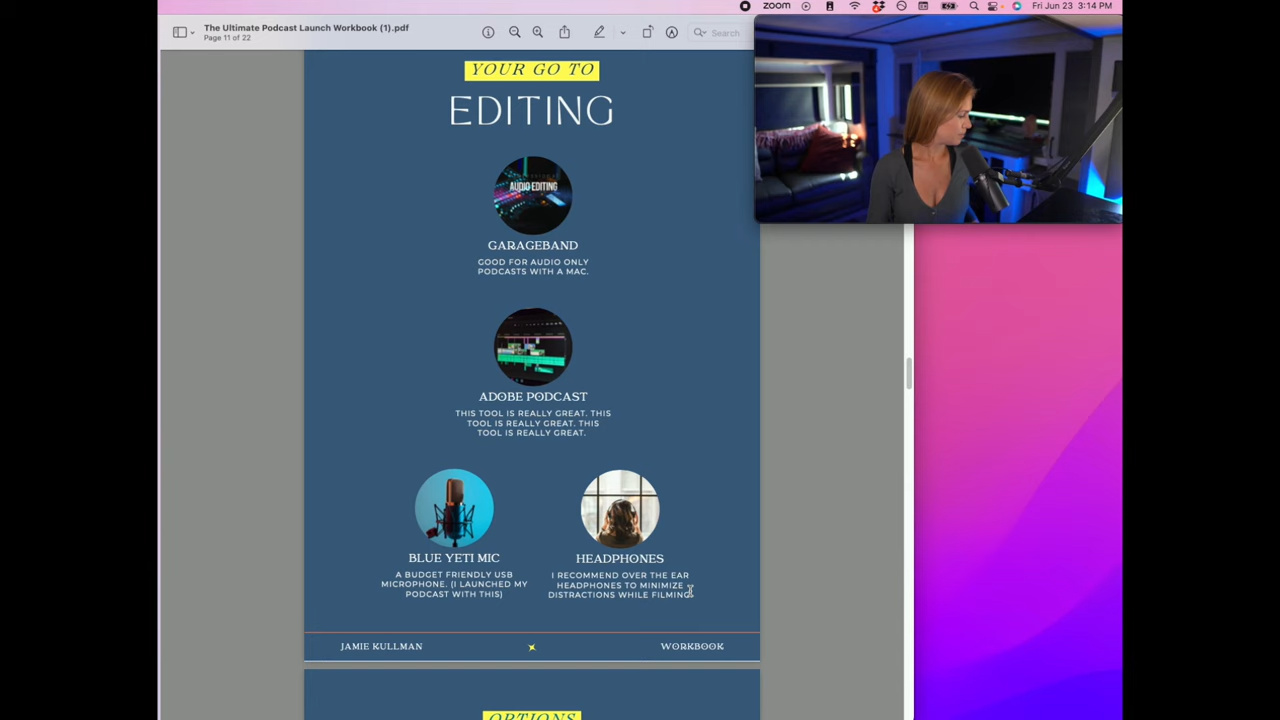 zoom
Fri Jun 23 3:14 PM
The Ultimate Podcast Launch Workbook (1).pdf
Page 11 of 22
Search
YOUR GO TO
EDITING
AUDIO EDITING
GARAGEBAND
GOOD FOR AUDIO ONLY
PODCASTS WITH A MAC.
ADOBE PODCAST
THIS TOOL IS REALLY GREAT. THIS
TOOL IS REALLY GREAT. THIS
TOOL IS REALLY GREAT.
BLUE YETI MIC
A BUDGET FRIENDLY USB
MICROPHONE. (I LAUNCHED MY
PODCAST WITH THIS)
HEADPHONES
I RECOMMEND OVER THE EAR
HEADPHONES TO MINIMIZE
DISTRACTIONS WHILE FILMING.
JAMIE KULLMAN
WORKBOOK
OPTIONS